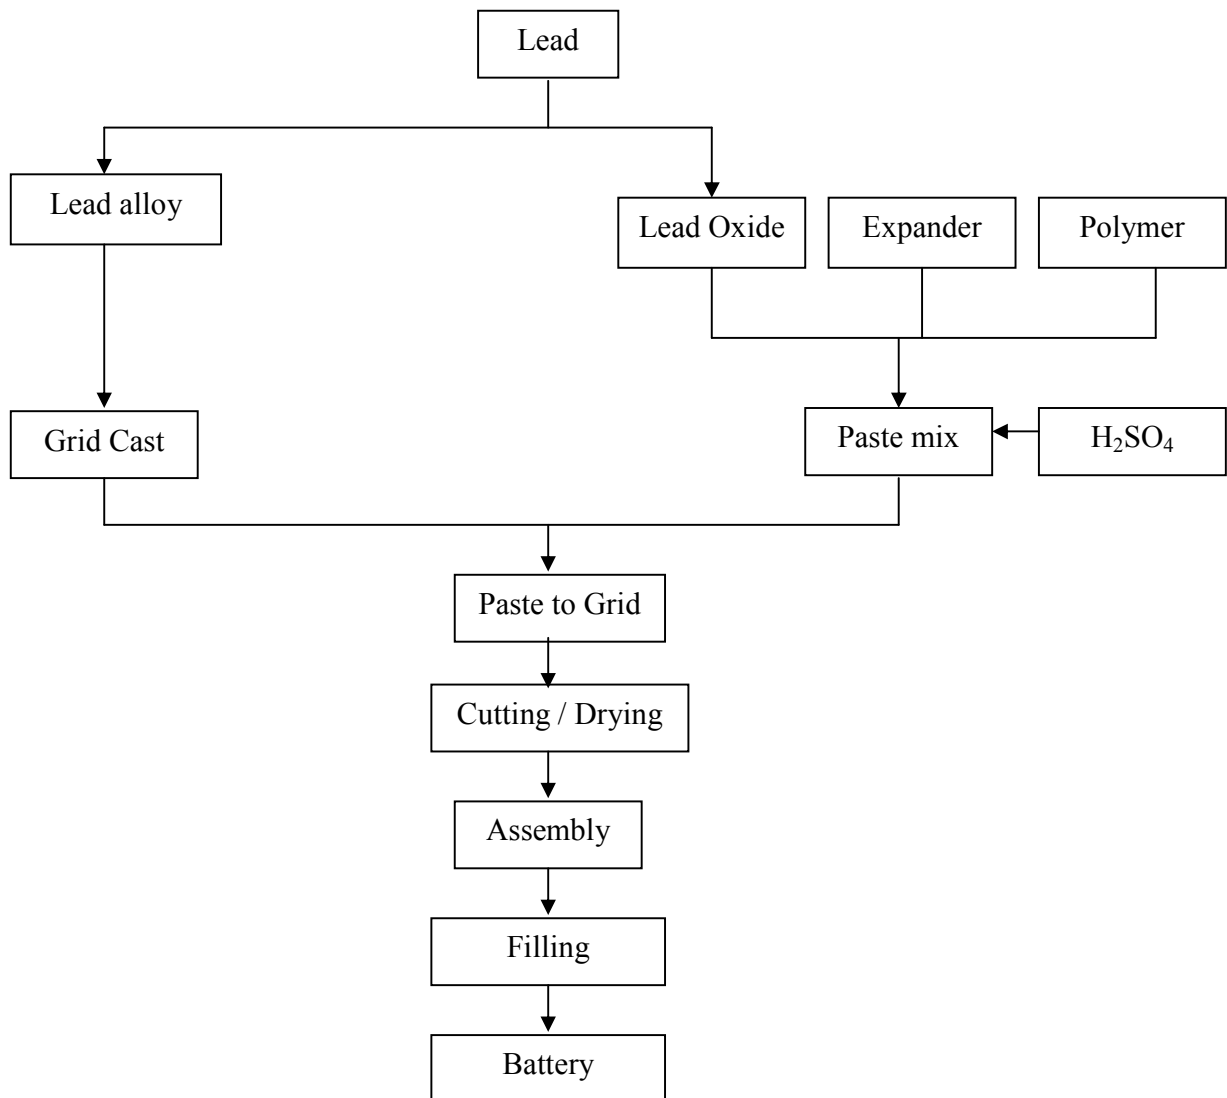 Lead
Lead alloy
Lead Oxide
Expander
Polymer
Grid Cast
Paste mix
H₂SO₄
Paste to Grid
Cutting / Drying
Assembly
Filling
Battery